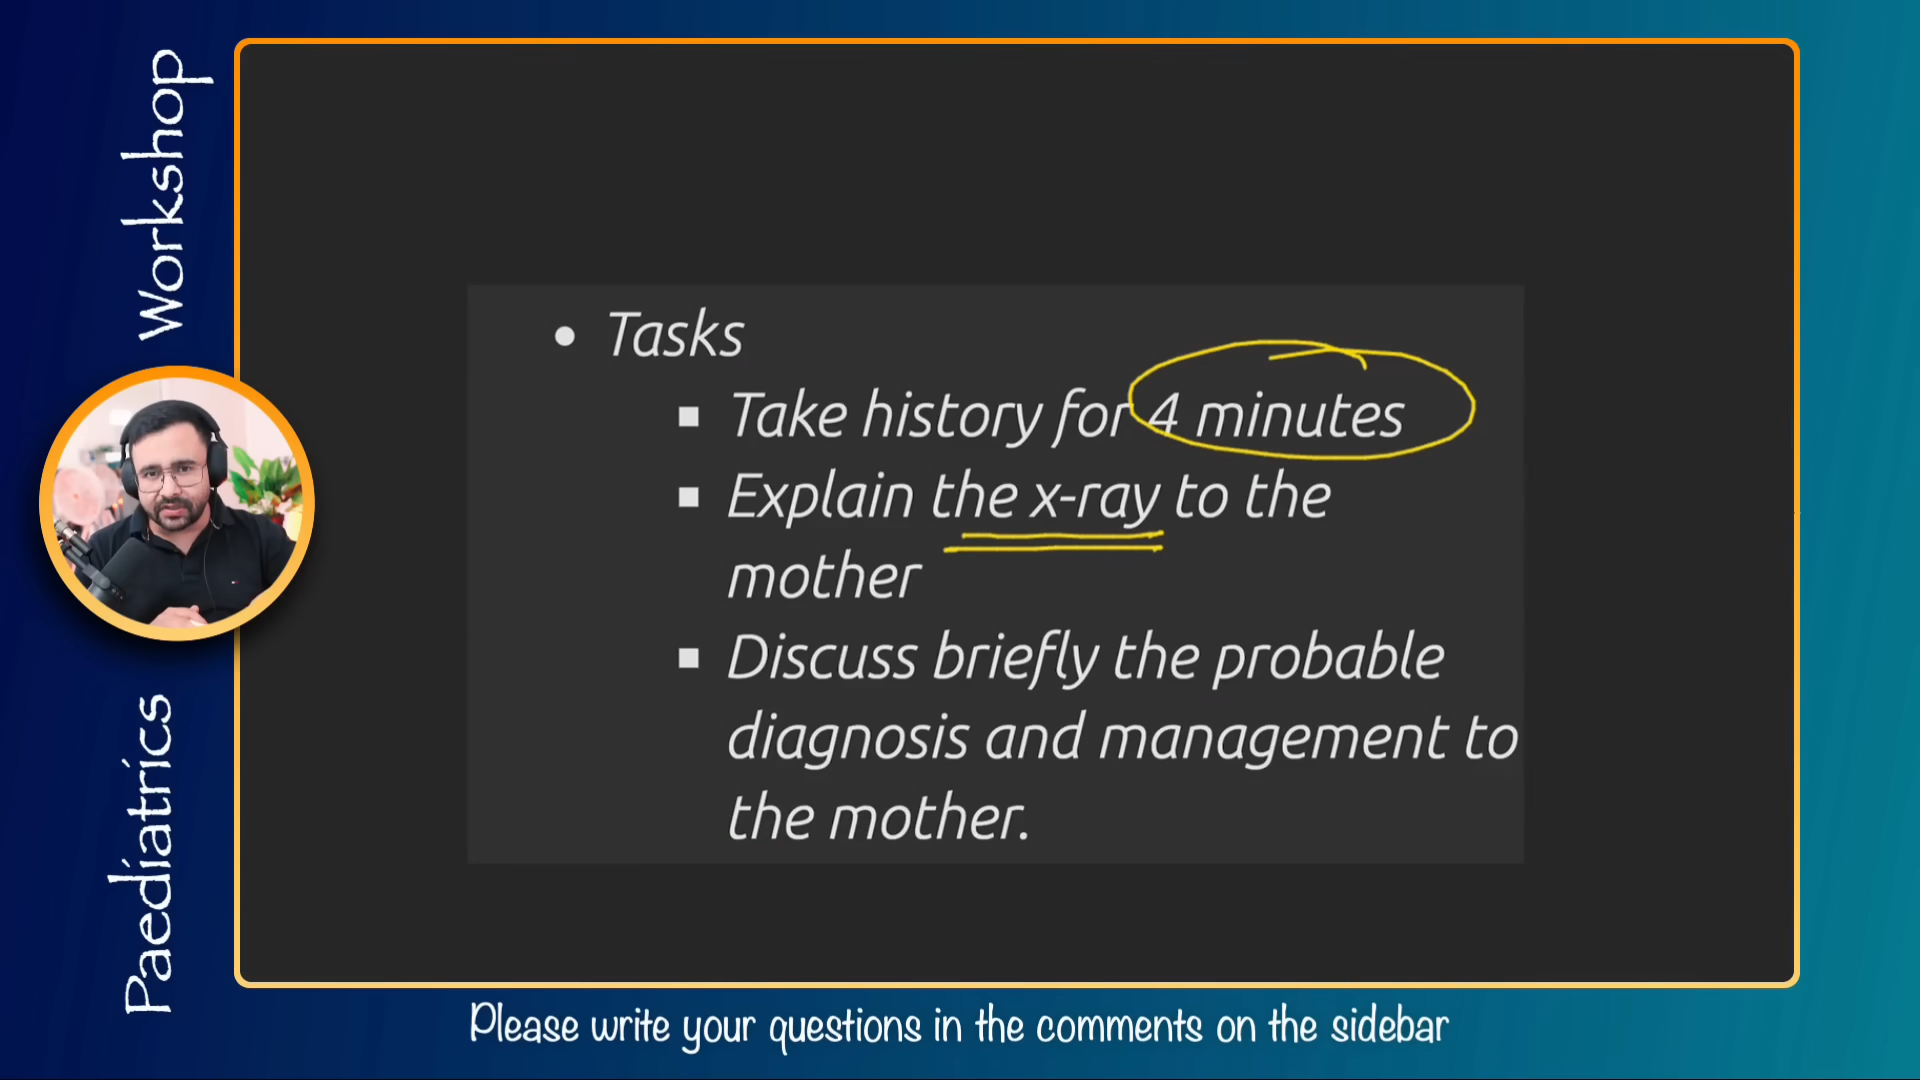 Paediatrics Workshop
• Tasks
▪ Take history for 4 minutes
▪ Explain the x-ray to the
mother
▪ Discuss briefly the probable
diagnosis and management to
the mother.
Please write your questions in the comments on the sidebar